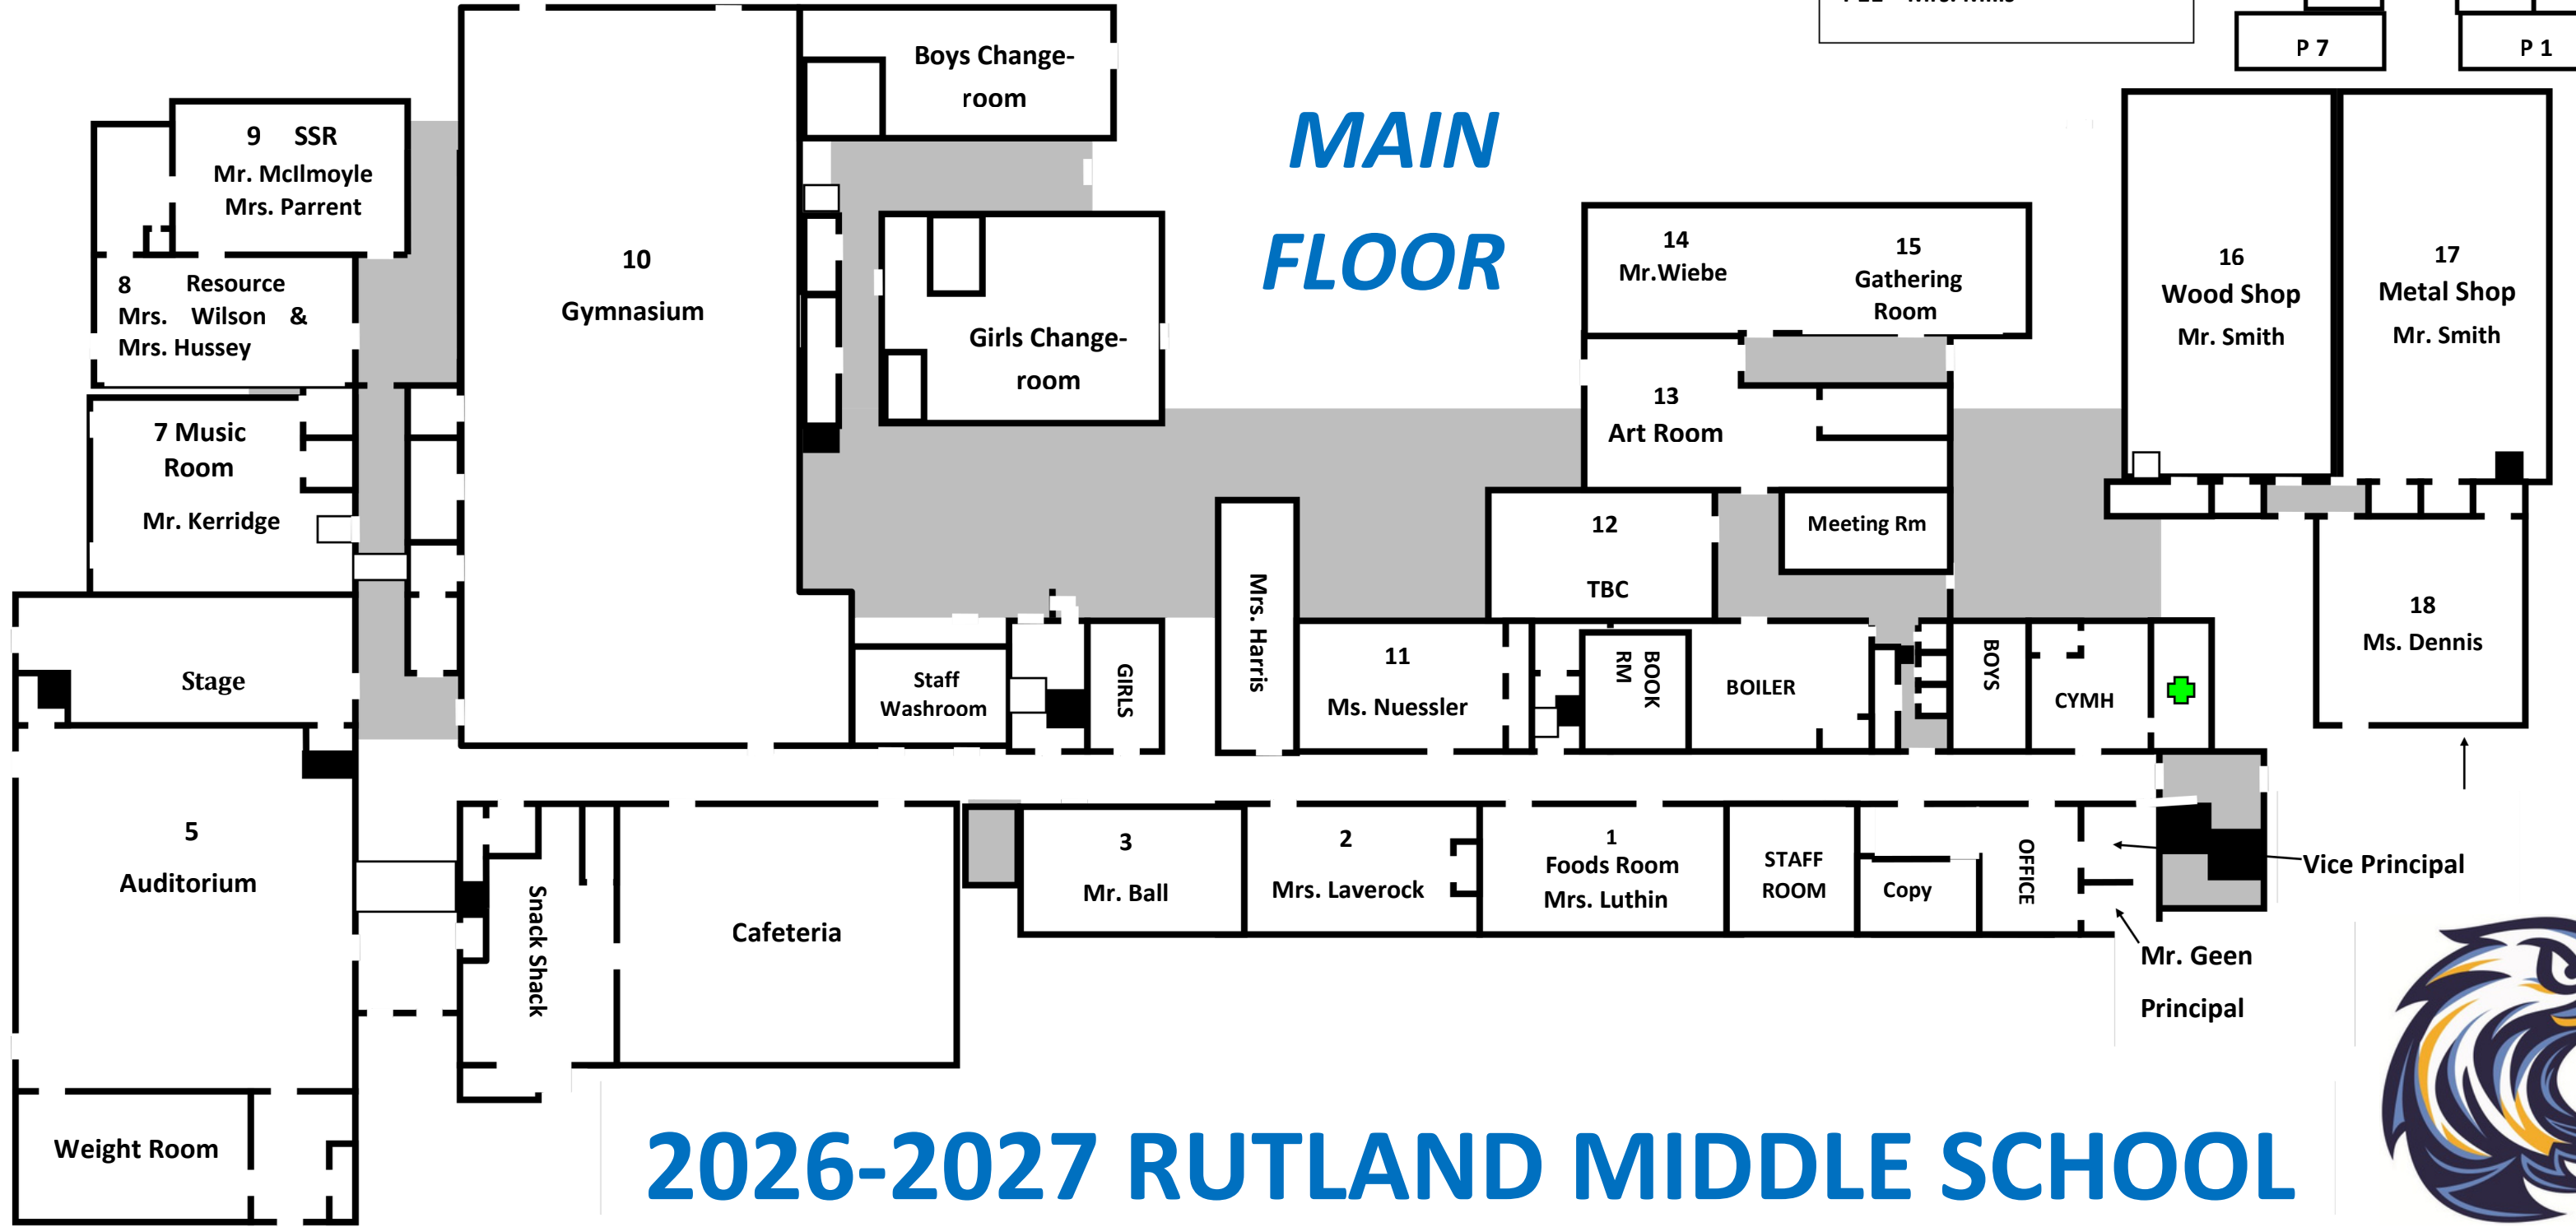 P 7
P 1
Boys Change-
room
MAIN
FLOOR
9 SSR
Mr. McIlmoyle
Mrs. Parrent
8 Resource
Mrs. Wilson &
Mrs. Hussey
10
Gymnasium
Girls Change-
room
14
Mr.Wiebe
15
Gathering
Room
16
Wood Shop
Mr. Smith
17
Metal Shop
Mr. Smith
7 Music
Room
Mr. Kerridge
13
Art Room
12
TBC
Meeting Rm
18
Ms. Dennis
Stage
Staff
Washroom
GIRLS
Mrs. Harris
11
Ms. Nuessler
BOOK
RM
BOILER
BOYS
CYMH
5
Auditorium
Snack Shack
Cafeteria
3
Mr. Ball
2
Mrs. Laverock
1
Foods Room
Mrs. Luthin
STAFF
ROOM
Copy
OFFICE
Vice Principal
Mr. Geen
Principal
Weight Room
2026-2027 RUTLAND MIDDLE SCHOOL